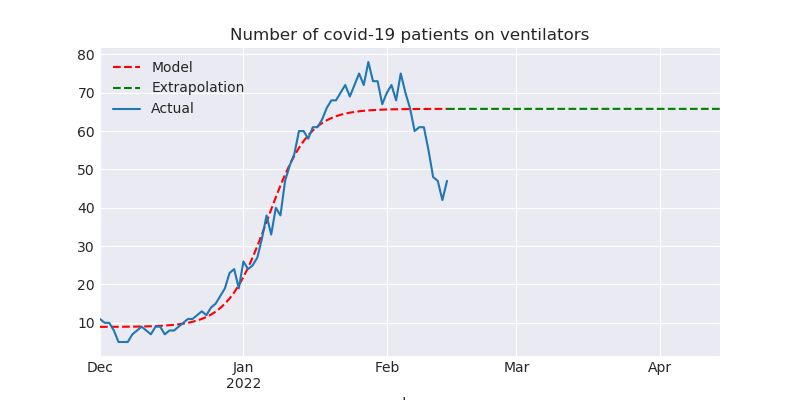 Number of covid-19 patients on ventilators
Model
Extrapolation
Actual
80
70
60
50
40
30
20
10
Dec
Jan
2022
Feb
Mar
Apr